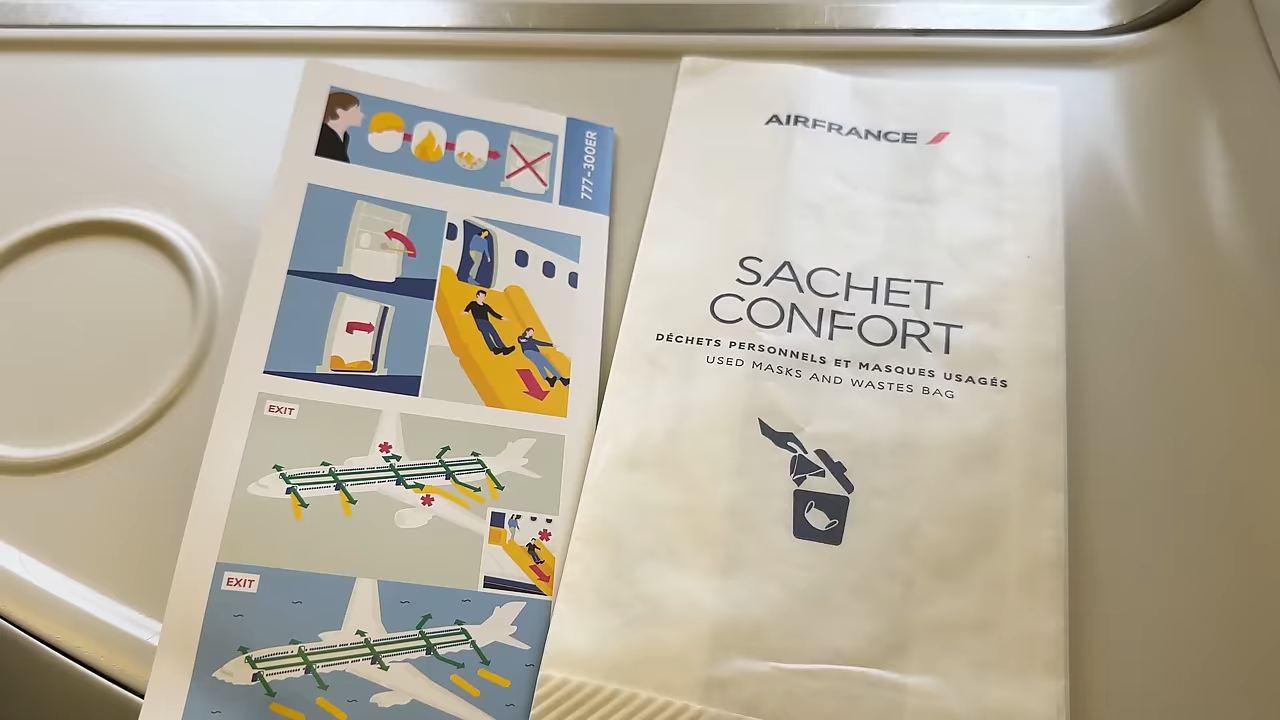 777-300ER
EXIT
EXIT
AIRFRANCE
SACHET
CONFORT
DÉCHETS PERSONNELS ET MASQUES USAGÉS
USED MASKS AND WASTES BAG